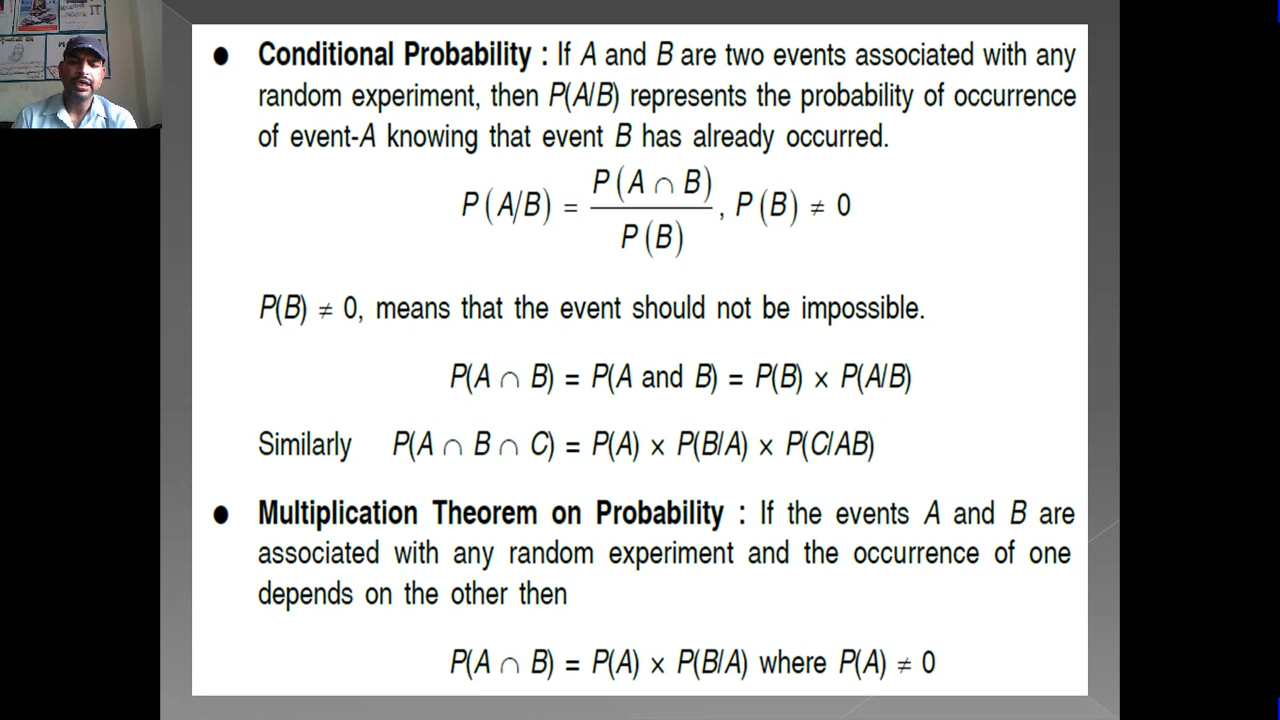 ● Conditional Probability : If A and B are two events associated with any
random experiment, then P(A/B) represents the probability of occurrence
of event-A knowing that event B has already occurred.
P(A/B) = P(A ∩ B) / P(B), P(B) ≠ 0
P(B) ≠ 0, means that the event should not be impossible.
P(A ∩ B) = P(A and B) = P(B) × P(A/B)
Similarly P(A ∩ B ∩ C) = P(A) × P(B/A) × P(C/AB)
● Multiplication Theorem on Probability : If the events A and B are
associated with any random experiment and the occurrence of one
depends on the other then
P(A ∩ B) = P(A) × P(B/A) where P(A) ≠ 0